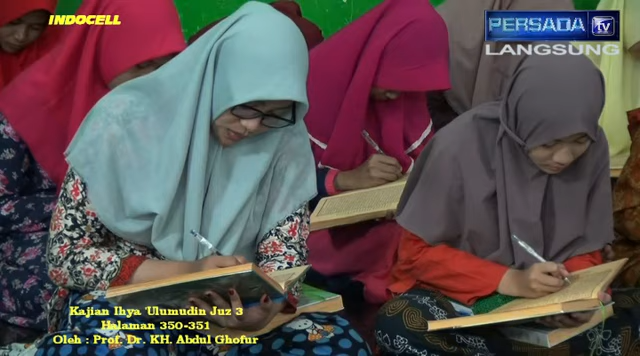 INDOCELL
PERSADA TV
LANGSUNG
Kajian Ihya 'Ulumudin Juz 3
Halaman 350-351
Oleh : Prof. Dr. KH. Abdul Ghofur